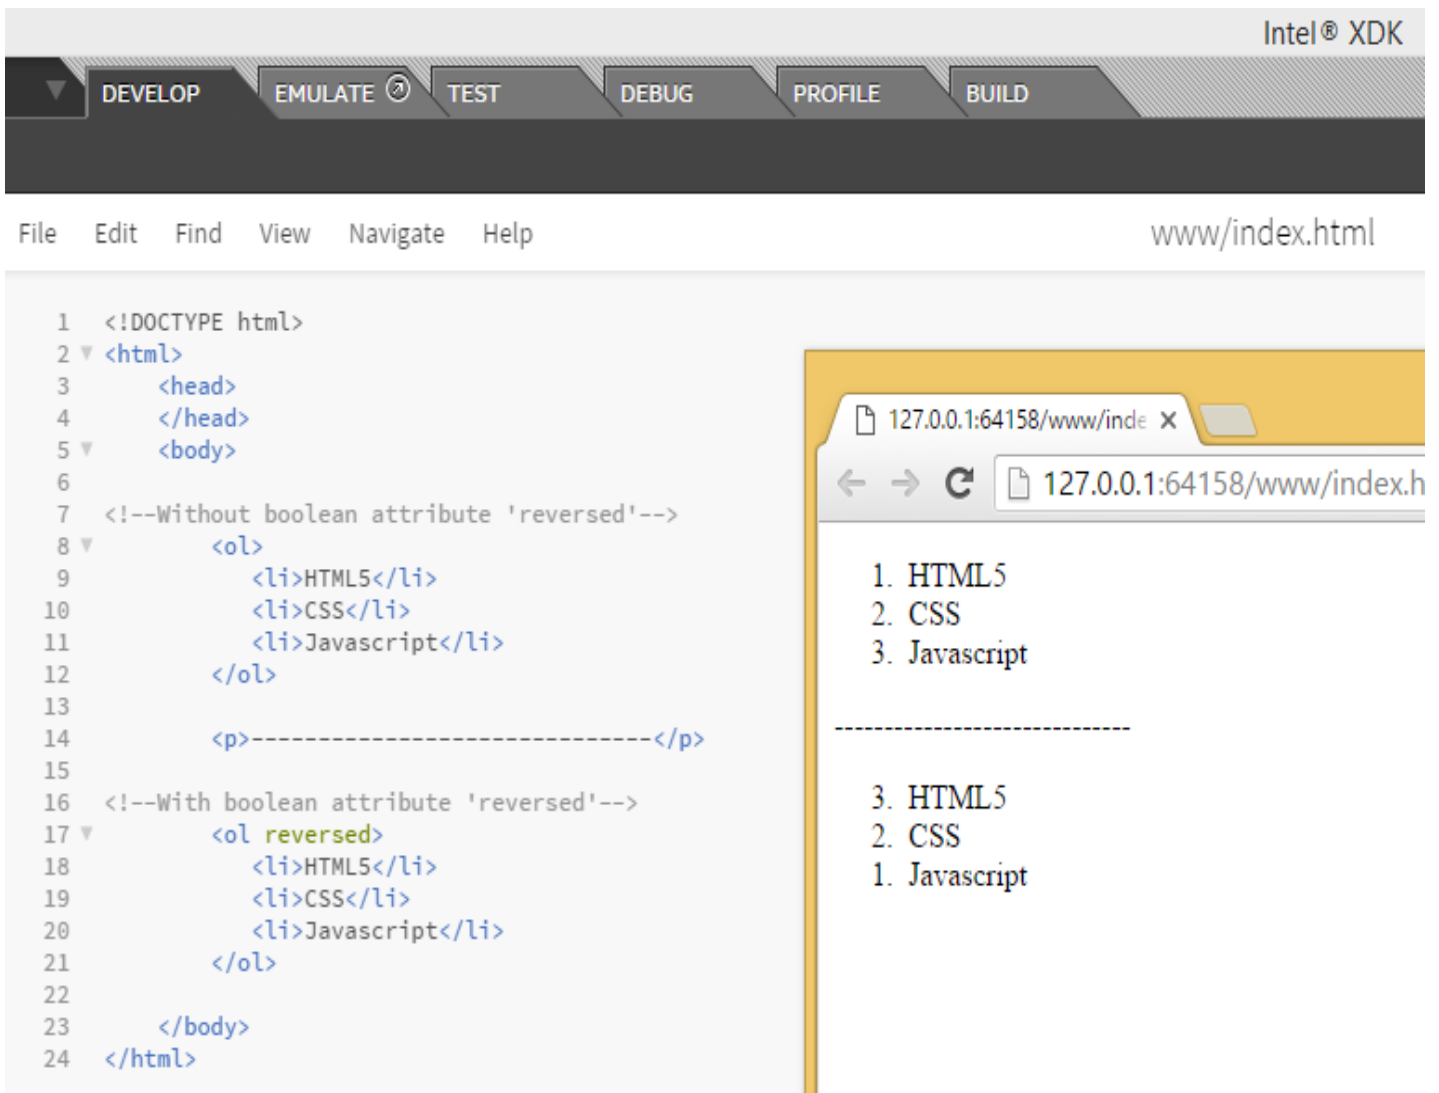 Intel® XDK
DEVELOP EMULATE TEST DEBUG PROFILE BUILD
File Edit Find View Navigate Help www/index.html
1 <!DOCTYPE html>
2 <html>
3 <head>
4 </head>
5 <body>
6
7 <!--Without boolean attribute 'reversed'-->
8 <ol>
9 <li>HTML5</li>
10 <li>CSS</li>
11 <li>Javascript</li>
12 </ol>
13
14 <p>------------------------------</p>
15
16 <!--With boolean attribute 'reversed'-->
17 <ol reversed>
18 <li>HTML5</li>
19 <li>CSS</li>
20 <li>Javascript</li>
21 </ol>
22
23 </body>
24 </html>
127.0.0.1:64158/www/inde
127.0.0.1:64158/www/index.h
1. HTML5
2. CSS
3. Javascript
------------------------------
3. HTML5
2. CSS
1. Javascript